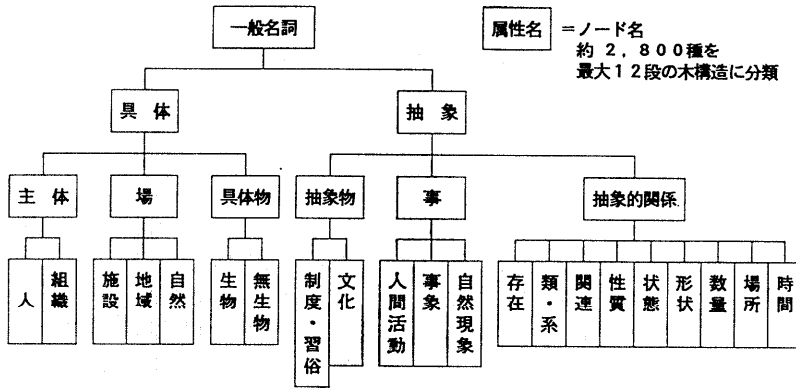 一般名詞
属性名
＝ノード名
約２，８００種を
最大１２段の木構造に分類
具体
抽象
主体
場
具体物
抽象物
事
抽象的関係
人
組織
施設
地域
自然
生物
無生物
制度・習俗
文化
人間活動
事象
自然現象
存在
類・系
関連
性質
状態
形状
数量
場所
時間